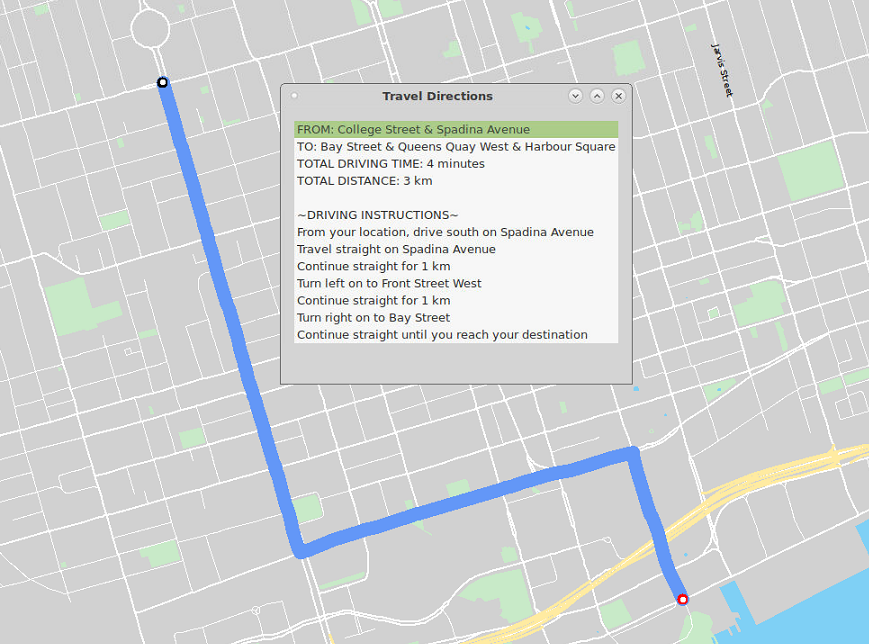 Jarvis Street
Travel Directions
FROM: College Street & Spadina Avenue
TO: Bay Street & Queens Quay West & Harbour Square
TOTAL DRIVING TIME: 4 minutes
TOTAL DISTANCE: 3 km
~DRIVING INSTRUCTIONS~
From your location, drive south on Spadina Avenue
Travel straight on Spadina Avenue
Continue straight for 1 km
Turn left on to Front Street West
Continue straight for 1 km
Turn right on to Bay Street
Continue straight until you reach your destination